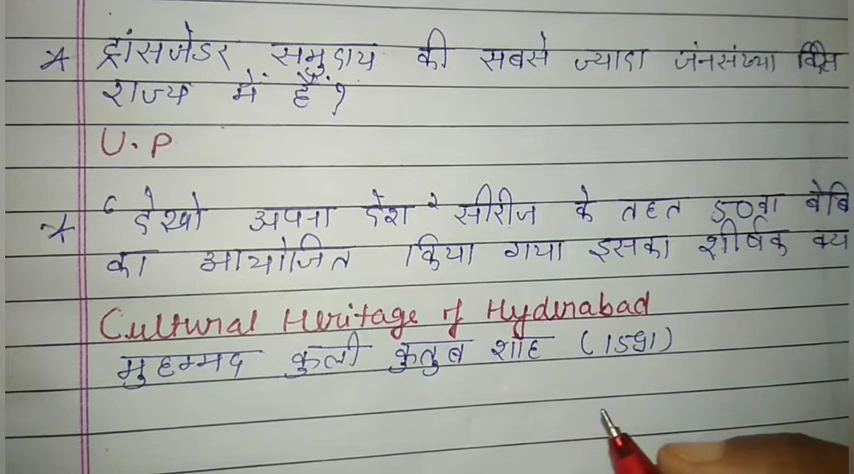 * ट्रांसजेंडर समुदाय की सबसे ज्यादा जनसंख्या किस
राज्य में हैं?
U.P
* "देखो अपना देश" सीरीज के तहत 50वा वेबि
का आयोजित किया गया इसका शीर्षक क्य
Cultural Heritage of Hyderabad
मुहम्मद कुली कुतुब शाह (1591)